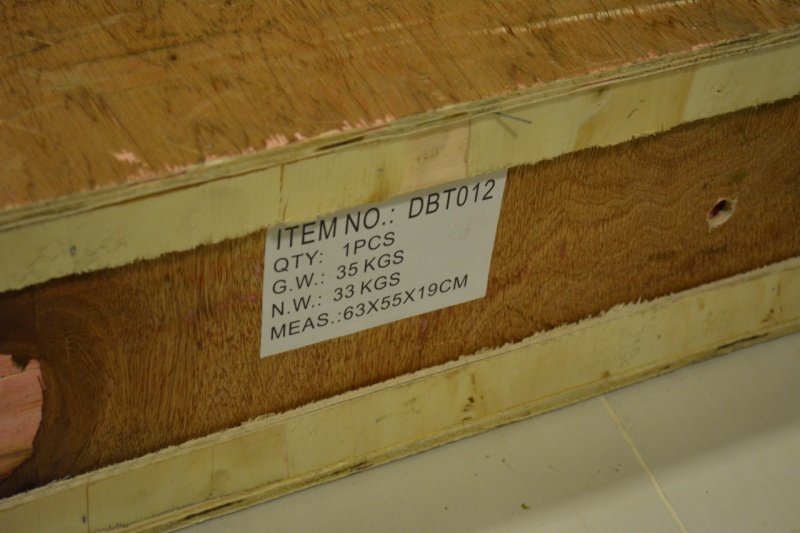 ITEM NO.: DBT012
QTY: 1PCS
G.W.: 35 KGS
N.W.: 33 KGS
MEAS.:63X55X19CM